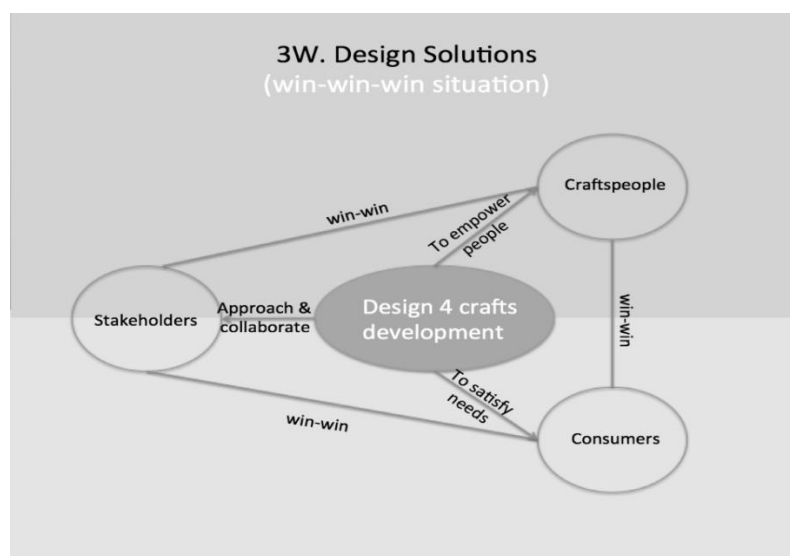 3W. Design Solutions
(win-win-win situation)
Craftspeople
win-win
To empower
people
Stakeholders
Approach &
collaborate
Design 4 crafts
development
win-win
To satisfy
needs
win-win
Consumers